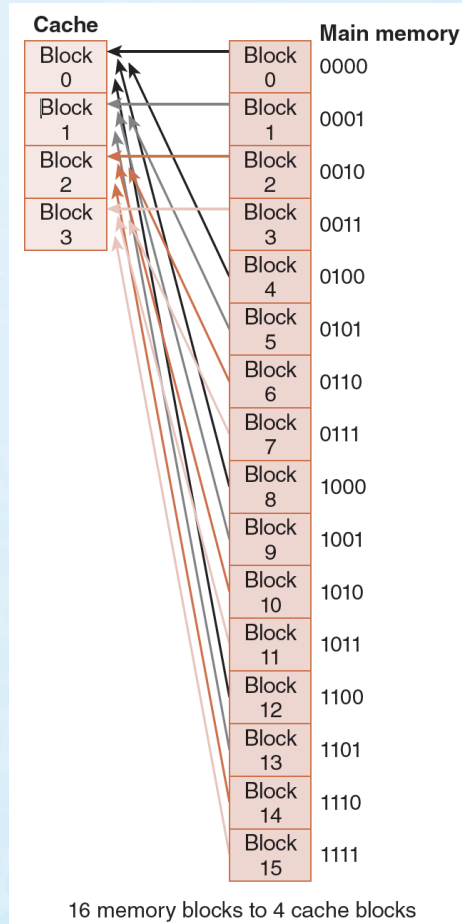 Cache
Main memory
Block
0
Block
1
Block
2
Block
3
Block
0
0000
Block
1
0001
Block
2
0010
Block
3
0011
Block
4
0100
Block
5
0101
Block
6
0110
Block
7
0111
Block
8
1000
Block
9
1001
Block
10
1010
Block
11
1011
Block
12
1100
Block
13
1101
Block
14
1110
Block
15
1111
16 memory blocks to 4 cache blocks